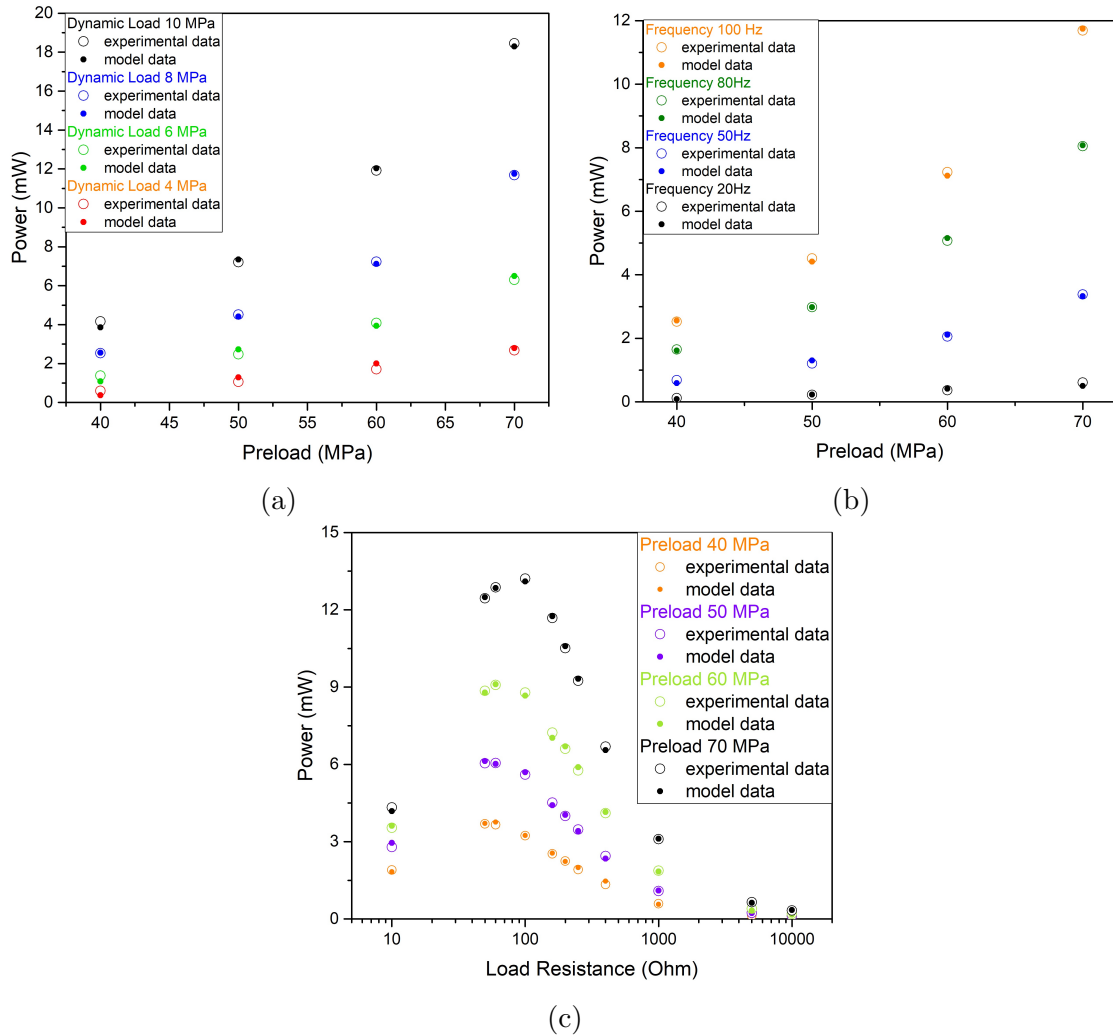 20
18
16
14
12
10
8
6
4
2
0
Power (mW)
Dynamic Load 10 MPa
experimental data
model data
Dynamic Load 8 MPa
experimental data
model data
Dynamic Load 6 MPa
experimental data
model data
Dynamic Load 4 MPa
experimental data
model data
40 45 50 55 60 65 70
Preload (MPa)
(a)
12
10
8
6
4
2
0
Power (mW)
Frequency 100 Hz
experimental data
model data
Frequency 80Hz
experimental data
model data
Frequency 50Hz
experimental data
model data
Frequency 20Hz
experimental data
model data
40 50 60 70
Preload (MPa)
(b)
15
12
9
6
3
0
Power (mW)
Preload 40 MPa
experimental data
model data
Preload 50 MPa
experimental data
model data
Preload 60 MPa
experimental data
model data
Preload 70 MPa
experimental data
model data
10 100 1000 10000
Load Resistance (Ohm)
(c)